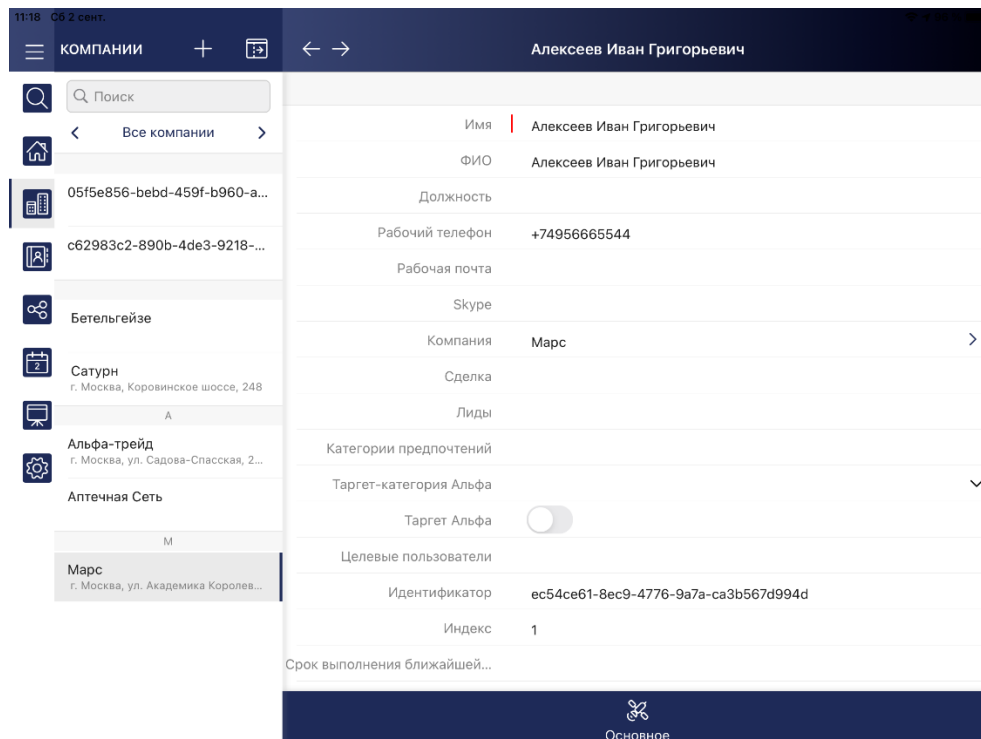 11:18 Сб 2 сент.
КОМПАНИИ
Алексеев Иван Григорьевич
Поиск
Все компании
05f5e856-bebd-459f-b960-a...
c62983c2-890b-4de3-9218-...
Бетельгейзе
Сатурн
г. Москва, Коровинское шоссе, 248
А
Альфа-трейд
г. Москва, ул. Садова-Спасская, 2...
Аптечная Сеть
М
Марс
г. Москва, ул. Академика Королев...
2
Имя Алексеев Иван Григорьевич
ФИО Алексеев Иван Григорьевич
Должность
Рабочий телефон +74956665544
Рабочая почта
Skype
Компания Марс
Сделка
Лиды
Категории предпочтений
Таргет-категория Альфа
Таргет Альфа
Целевые пользователи
Идентификатор ec54ce61-8ec9-4776-9a7a-ca3b567d994d
Индекс 1
Срок выполнения ближайшей...
Основное